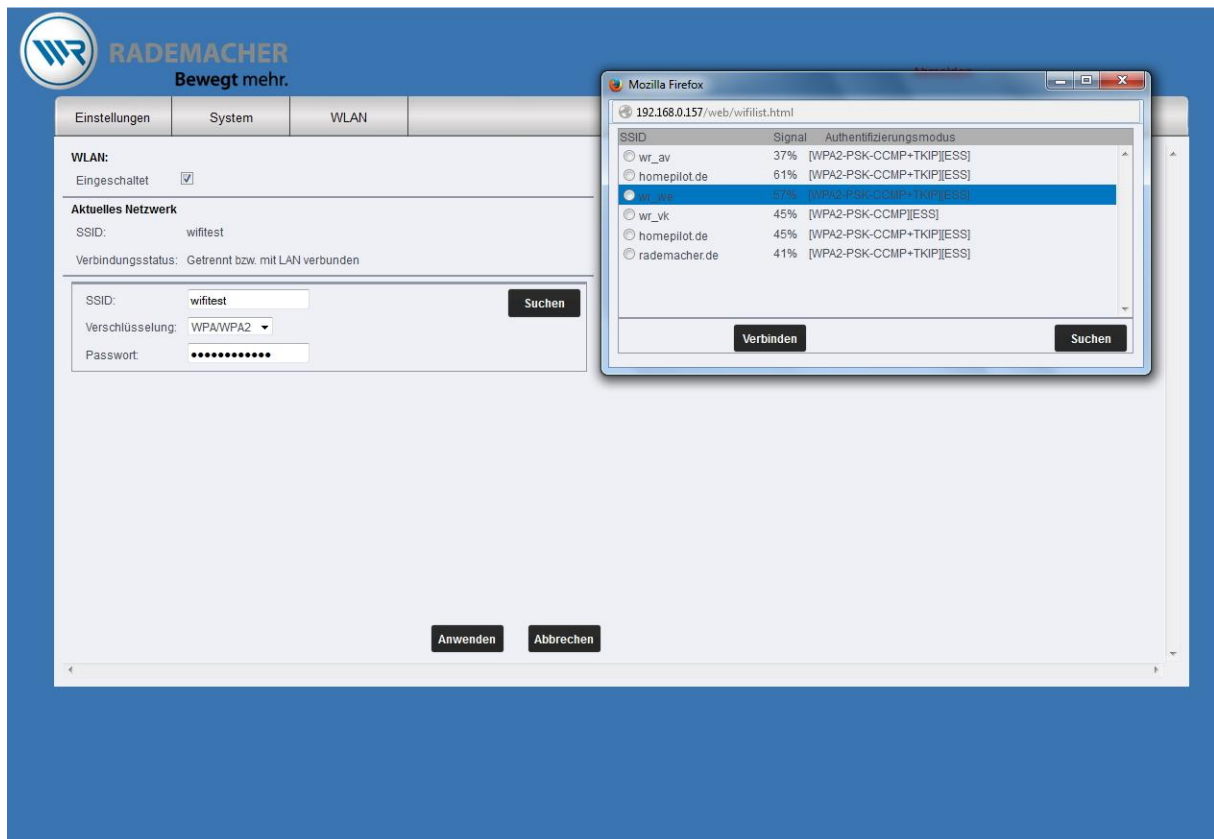 WR RADEMACHER
Bewegt mehr.
Abmelden
Einstellungen System WLAN
WLAN:
Eingeschaltet
Aktuelles Netzwerk
SSID: wifitest
Verbindungsstatus: Getrennt bzw. mit LAN verbunden
SSID: wifitest
Suchen
Verschlüsselung: WPA/WPA2
Passwort: ••••••••••••
Anwenden Abbrechen
Mozilla Firefox
192.168.0.157/web/wifilist.html
SSID Signal Authentifizierungsmodus
wr_av 37% [WPA2-PSK-CCMP+TKIP][ESS]
homepilot.de 61% [WPA2-PSK-CCMP+TKIP][ESS]
wr_we 57% [WPA2-PSK-CCMP+TKIP][ESS]
wr_vk 45% [WPA2-PSK-CCMP][ESS]
homepilot.de 45% [WPA2-PSK-CCMP+TKIP][ESS]
rademacher.de 41% [WPA2-PSK-CCMP+TKIP][ESS]
Verbinden Suchen